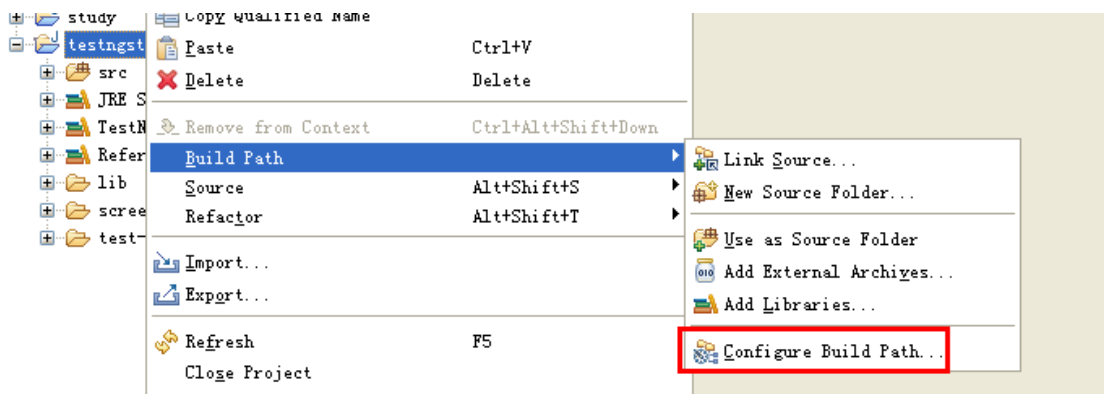 study
testngst
src
JRE S
TestN
Refer
lib
scree
test-
Copy Qualified Name
Paste Ctrl+V
Delete Delete
Remove from Context Ctrl+Alt+Shift+Down
Build Path
Source Alt+Shift+S
Refactor Alt+Shift+T
Import...
Export...
Refresh F5
Close Project
Link Source...
New Source Folder...
Use as Source Folder
Add External Archives...
Add Libraries...
Configure Build Path...